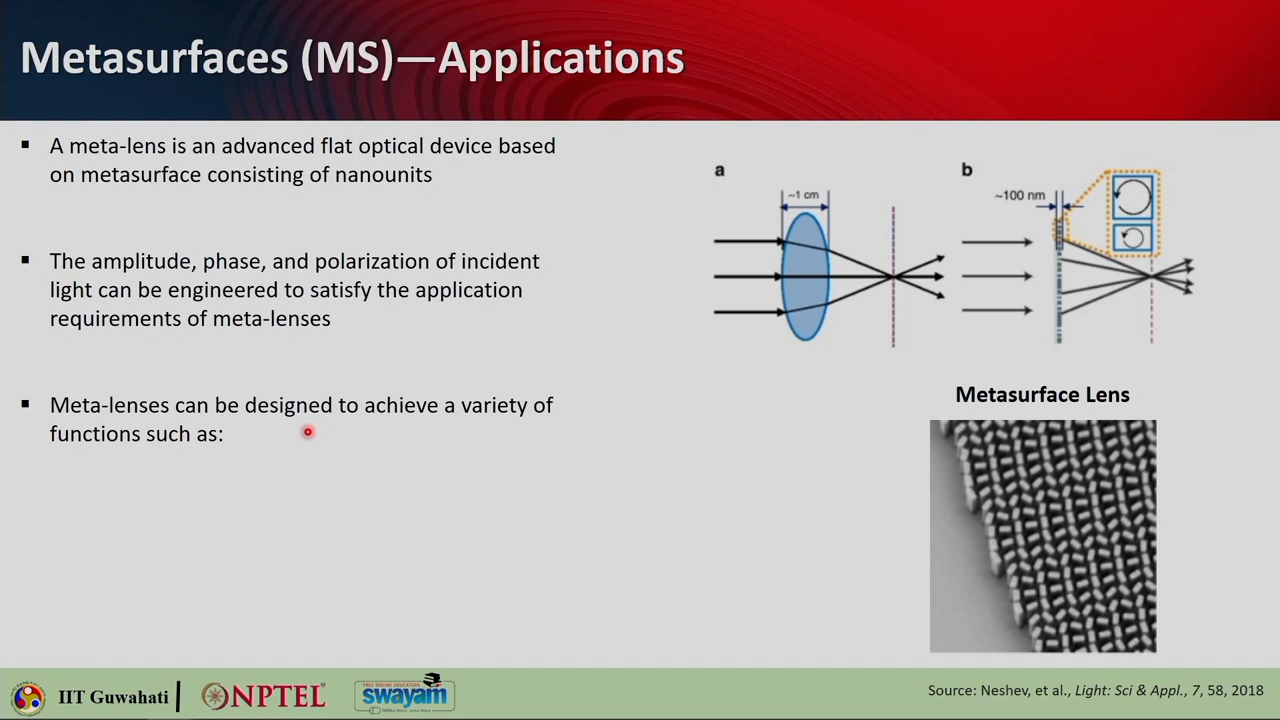 Metasurfaces (MS)—Applications
▪ A meta-lens is an advanced flat optical device based
on metasurface consisting of nanounits
▪ The amplitude, phase, and polarization of incident
light can be engineered to satisfy the application
requirements of meta-lenses
▪ Meta-lenses can be designed to achieve a variety of
functions such as:
a
~1 cm
b
~100 nm
Metasurface Lens
IIT Guwahati
NPTEL
FREE ONLINE EDUCATION
swayam
Source: Neshev, et al., Light: Sci & Appl., 7, 58, 2018